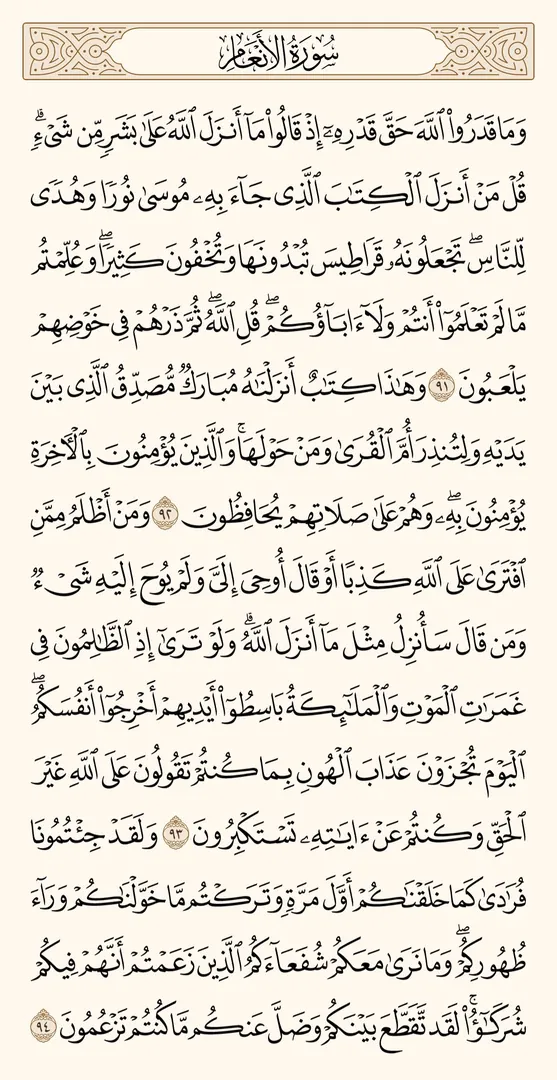 سُورَةُ الأَنْعَامِ
وَمَا قَدَرُوا۟ ٱللَّهَ حَقَّ قَدْرِهِۦٓ إِذْ قَالُوا۟ مَآ أَنزَلَ ٱللَّهُ عَلَىٰ بَشَرٍ مِّن شَىْءٍ ۗ
قُلْ مَنْ أَنزَلَ ٱلْكِتَـٰبَ ٱلَّذِى جَآءَ بِهِۦ مُوسَىٰ نُورًا وَهُدًى
لِّلنَّاسِ ۖ تَجْعَلُونَهُۥ قَرَاطِيسَ تُبْدُونَهَا وَتُخْفُونَ كَثِيرًا ۖ وَعُلِّمْتُم
مَّا لَمْ تَعْلَمُوٓا۟ أَنتُمْ وَلَآ ءَابَآؤُكُمْ ۖ قُلِ ٱللَّهُ ۖ ثُمَّ ذَرْهُمْ فِى خَوْضِهِمْ
يَلْعَبُونَ ٩١ وَهَـٰذَا كِتَـٰبٌ أَنزَلْنَـٰهُ مُبَارَكٌ مُّصَدِّقُ ٱلَّذِى بَيْنَ
يَدَيْهِ وَلِتُنذِرَ أُمَّ ٱلْقُرَىٰ وَمَنْ حَوْلَهَا ۚ وَٱلَّذِينَ يُؤْمِنُونَ بِٱلْـَٔاخِرَةِ
يُؤْمِنُونَ بِهِۦ ۖ وَهُمْ عَلَىٰ صَلَاتِهِمْ يُحَافِظُونَ ٩٢ وَمَنْ أَظْلَمُ مِمَّنِ
ٱفْتَرَىٰ عَلَى ٱللَّهِ كَذِبًا أَوْ قَالَ أُوحِىَ إِلَىَّ وَلَمْ يُوحَ إِلَيْهِ شَىْءٌ
وَمَن قَالَ سَأُنزِلُ مِثْلَ مَآ أَنزَلَ ٱللَّهُ ۗ وَلَوْ تَرَىٰٓ إِذِ ٱلظَّـٰلِمُونَ فِى
غَمَرَٰتِ ٱلْمَوْتِ وَٱلْمَلَـٰٓئِكَةُ بَاسِطُوٓا۟ أَيْدِيهِمْ أَخْرِجُوٓا۟ أَنفُسَكُمُ ۖ
ٱلْيَوْمَ تُجْزَوْنَ عَذَابَ ٱلْهُونِ بِمَا كُنتُمْ تَقُولُونَ عَلَى ٱللَّهِ غَيْرَ
ٱلْحَقِّ وَكُنتُمْ عَنْ ءَايَـٰتِهِۦ تَسْتَكْبِرُونَ ٩٣ وَلَقَدْ جِئْتُمُونَا
فُرَٰدَىٰ كَمَا خَلَقْنَـٰكُمْ أَوَّلَ مَرَّةٍ وَتَرَكْتُم مَّا خَوَّلْنَـٰكُمْ وَرَآءَ
ظُهُورِكُمْ ۖ وَمَا نَرَىٰ مَعَكُمْ شُفَعَآءَكُمُ ٱلَّذِينَ زَعَمْتُمْ أَنَّهُمْ فِيكُمْ
شُرَكَـٰٓؤُا۟ ۚ لَقَد تَّقَطَّعَ بَيْنَكُمْ وَضَلَّ عَنكُم مَّا كُنتُمْ تَزْعُمُونَ ٩٤